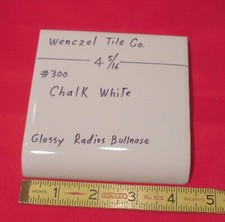 Wenczel Tile Co.
4 5/16
#300
Chalk White
Glossy Radius Bullnose
1 2 3 4 5